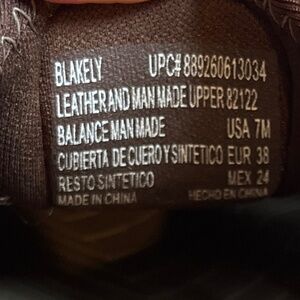 BLAKELY UPC# 889260613034
LEATHER AND MAN MADE UPPER 82122
BALANCE MAN MADE USA 7M
CUBIERTA DE CUERO Y SINTETICO EUR 38
RESTO SINTETICO MEX 24
MADE IN CHINA HECHO EN CHINA